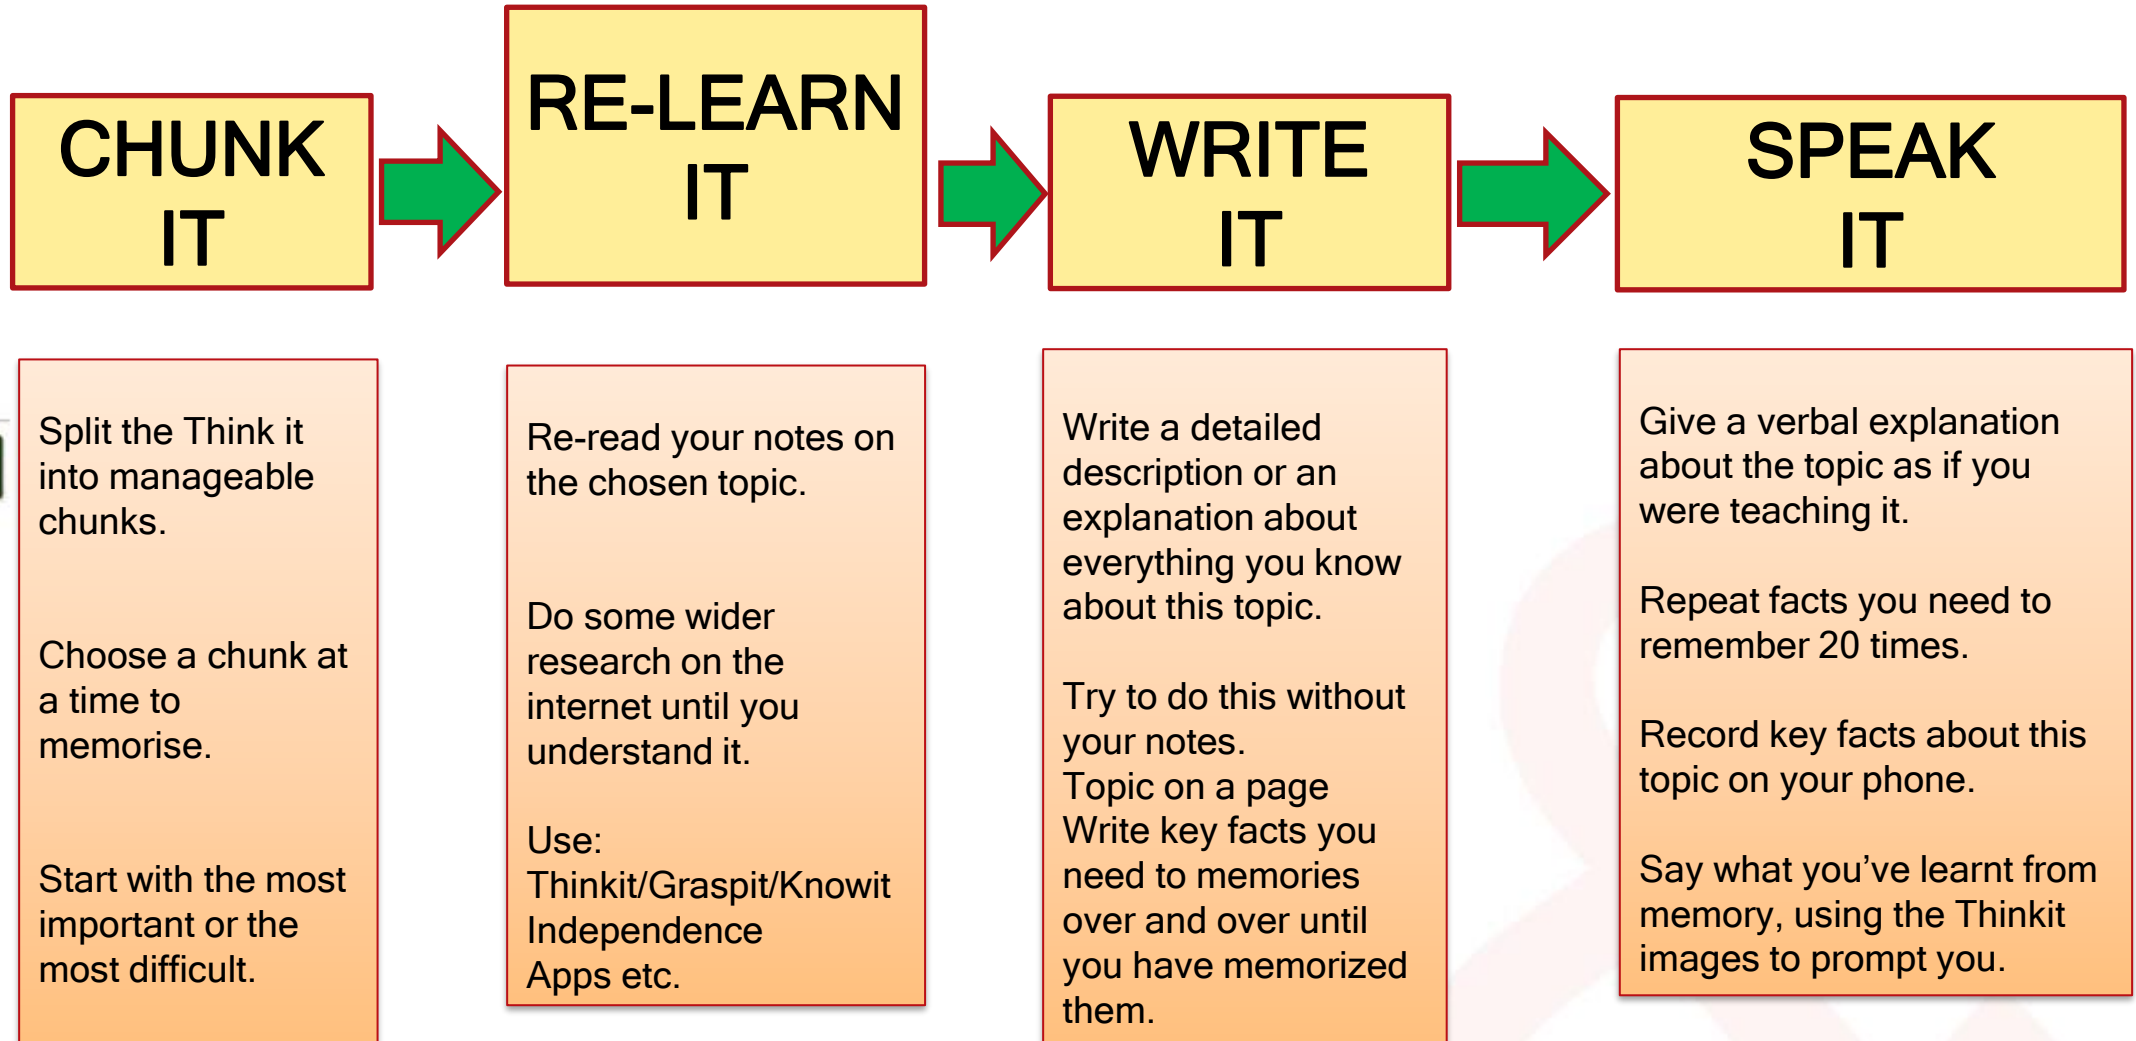 CHUNK
IT
RE-LEARN
IT
WRITE
IT
SPEAK
IT
Split the Think it
into manageable
chunks.
Choose a chunk at
a time to
memorise.
Start with the most
important or the
most difficult.
Re-read your notes on
the chosen topic.
Do some wider
research on the
internet until you
understand it.
Use:
Thinkit/Graspit/Knowit
Independence
Apps etc.
Write a detailed
description or an
explanation about
everything you know
about this topic.
Try to do this without
your notes.
Topic on a page
Write key facts you
need to memories
over and over until
you have memorized
them.
Give a verbal explanation
about the topic as if you
were teaching it.
Repeat facts you need to
remember 20 times.
Record key facts about this
topic on your phone.
Say what you’ve learnt from
memory, using the Thinkit
images to prompt you.